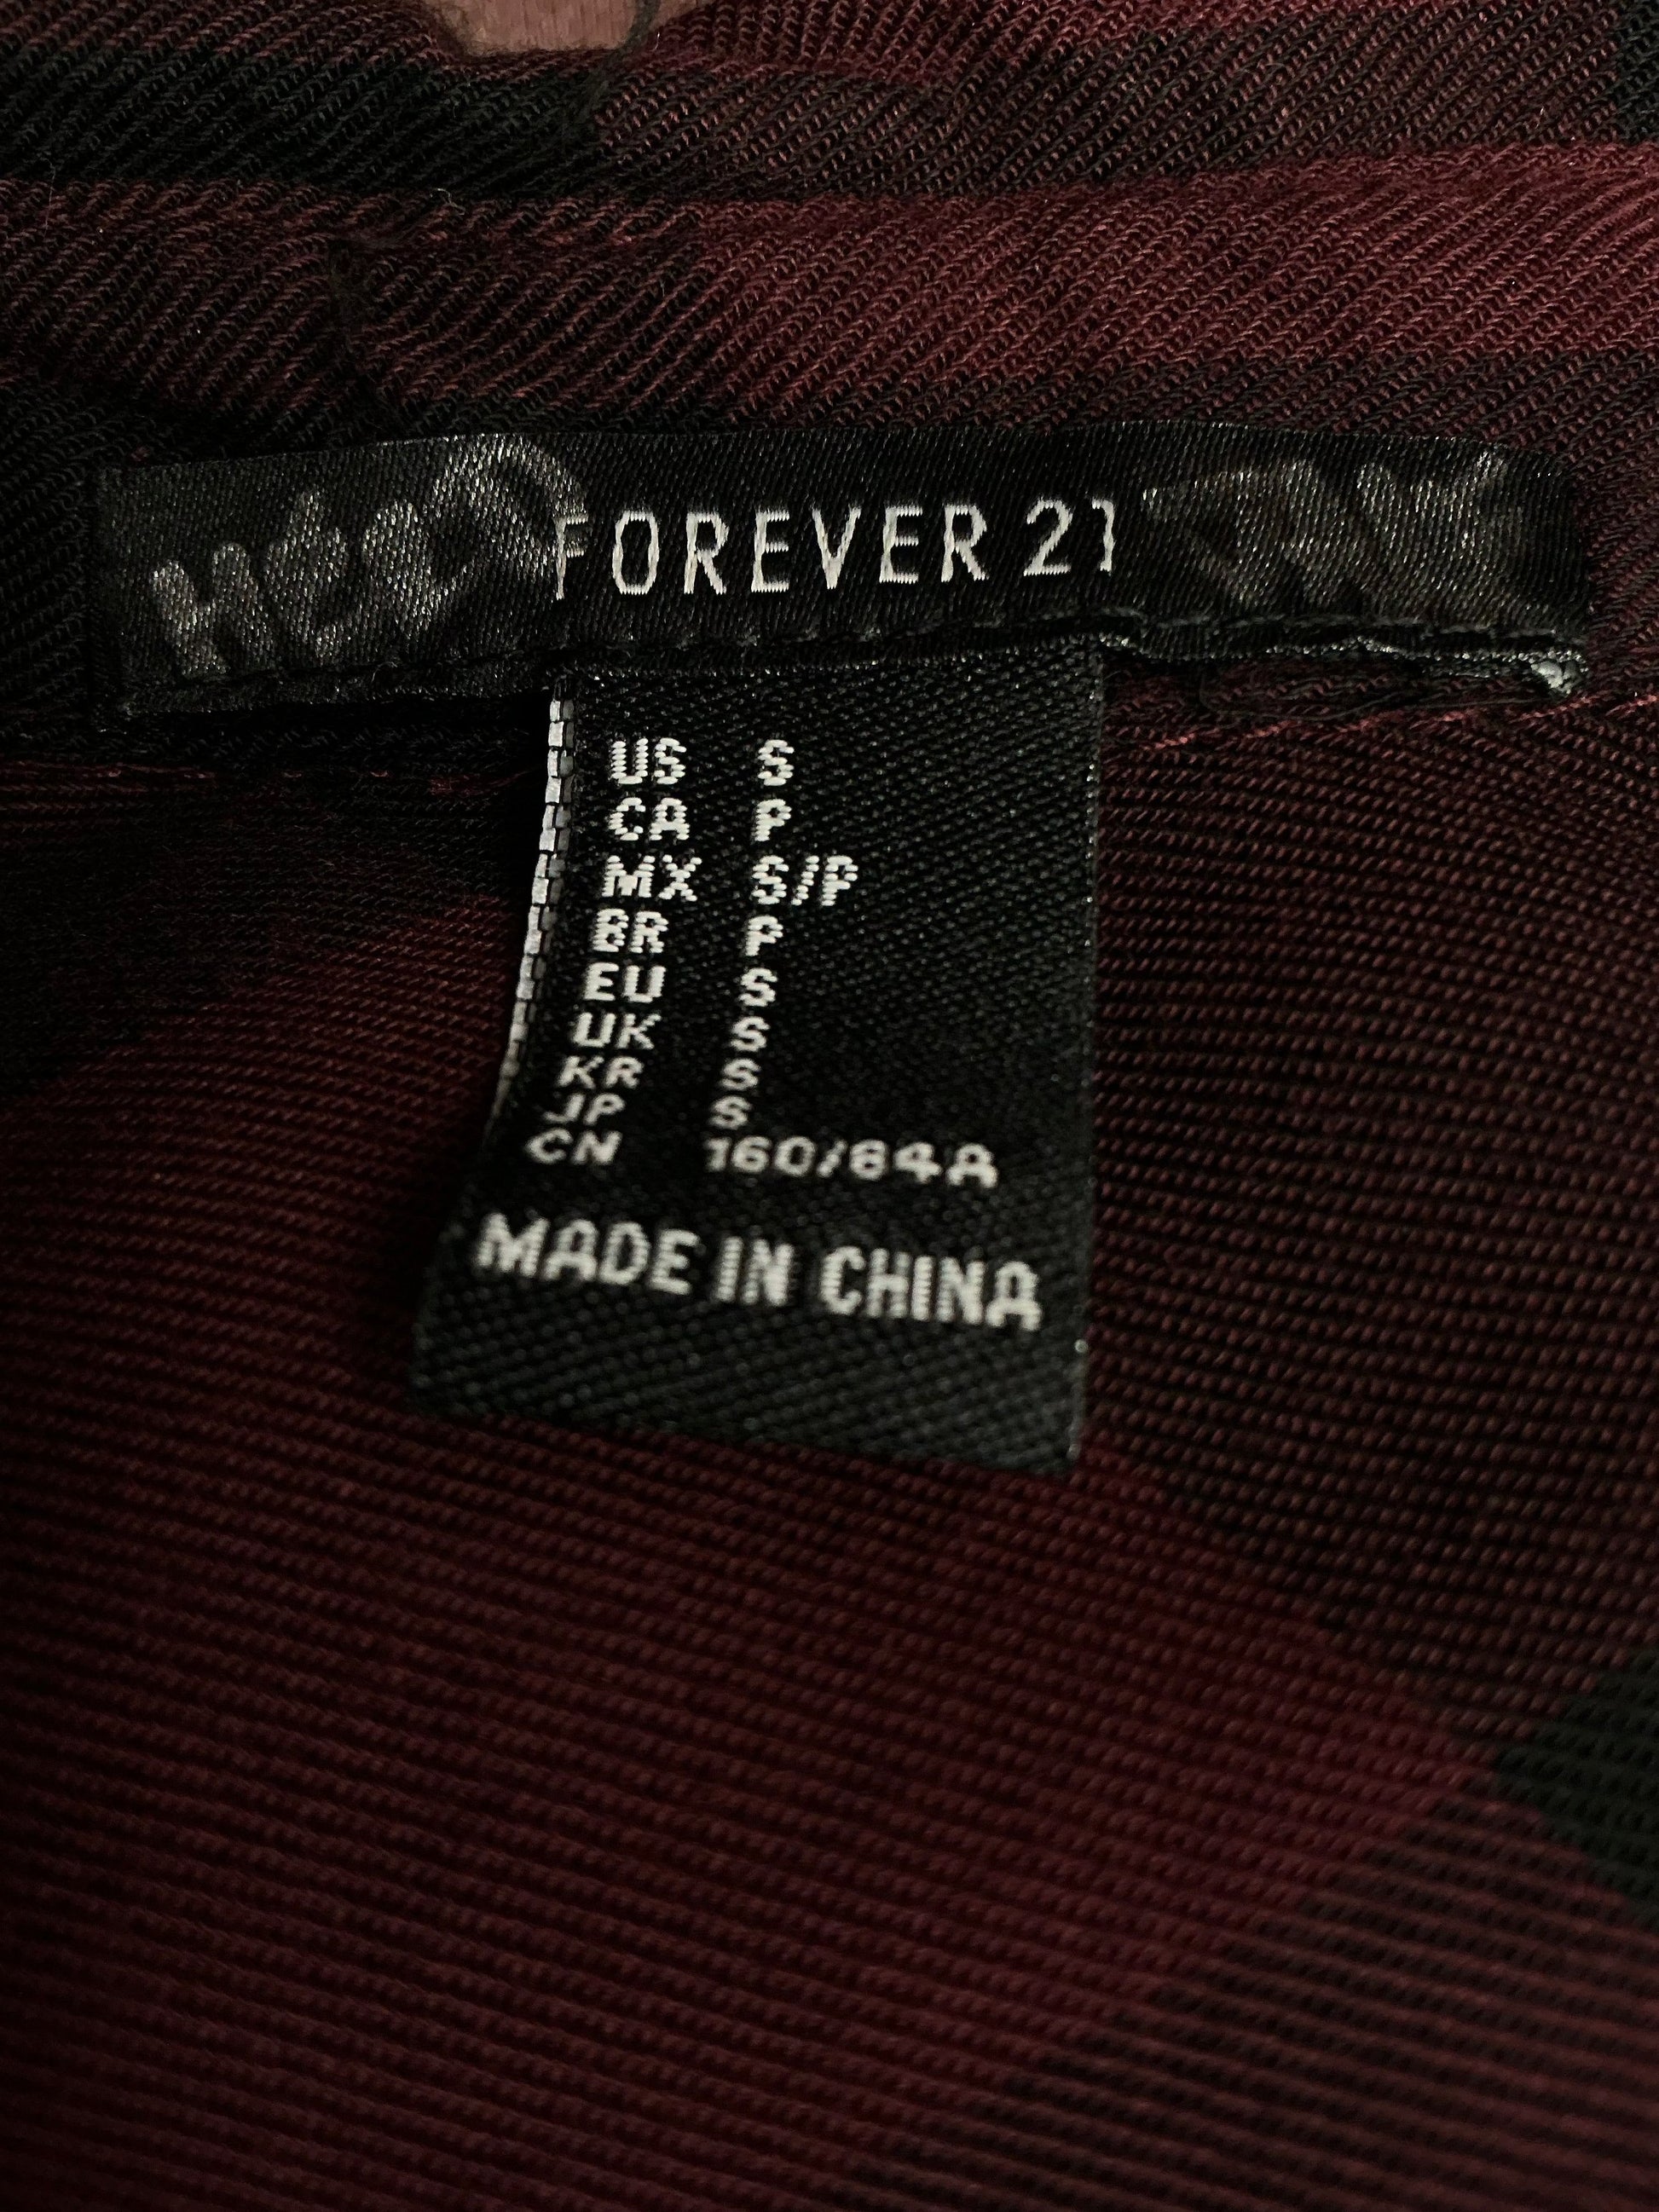 FOREVER 21
US S
CA P
MX S/P
BR P
EU S
UK S
KR S
JP S
CN 160/84A
MADE IN CHINA